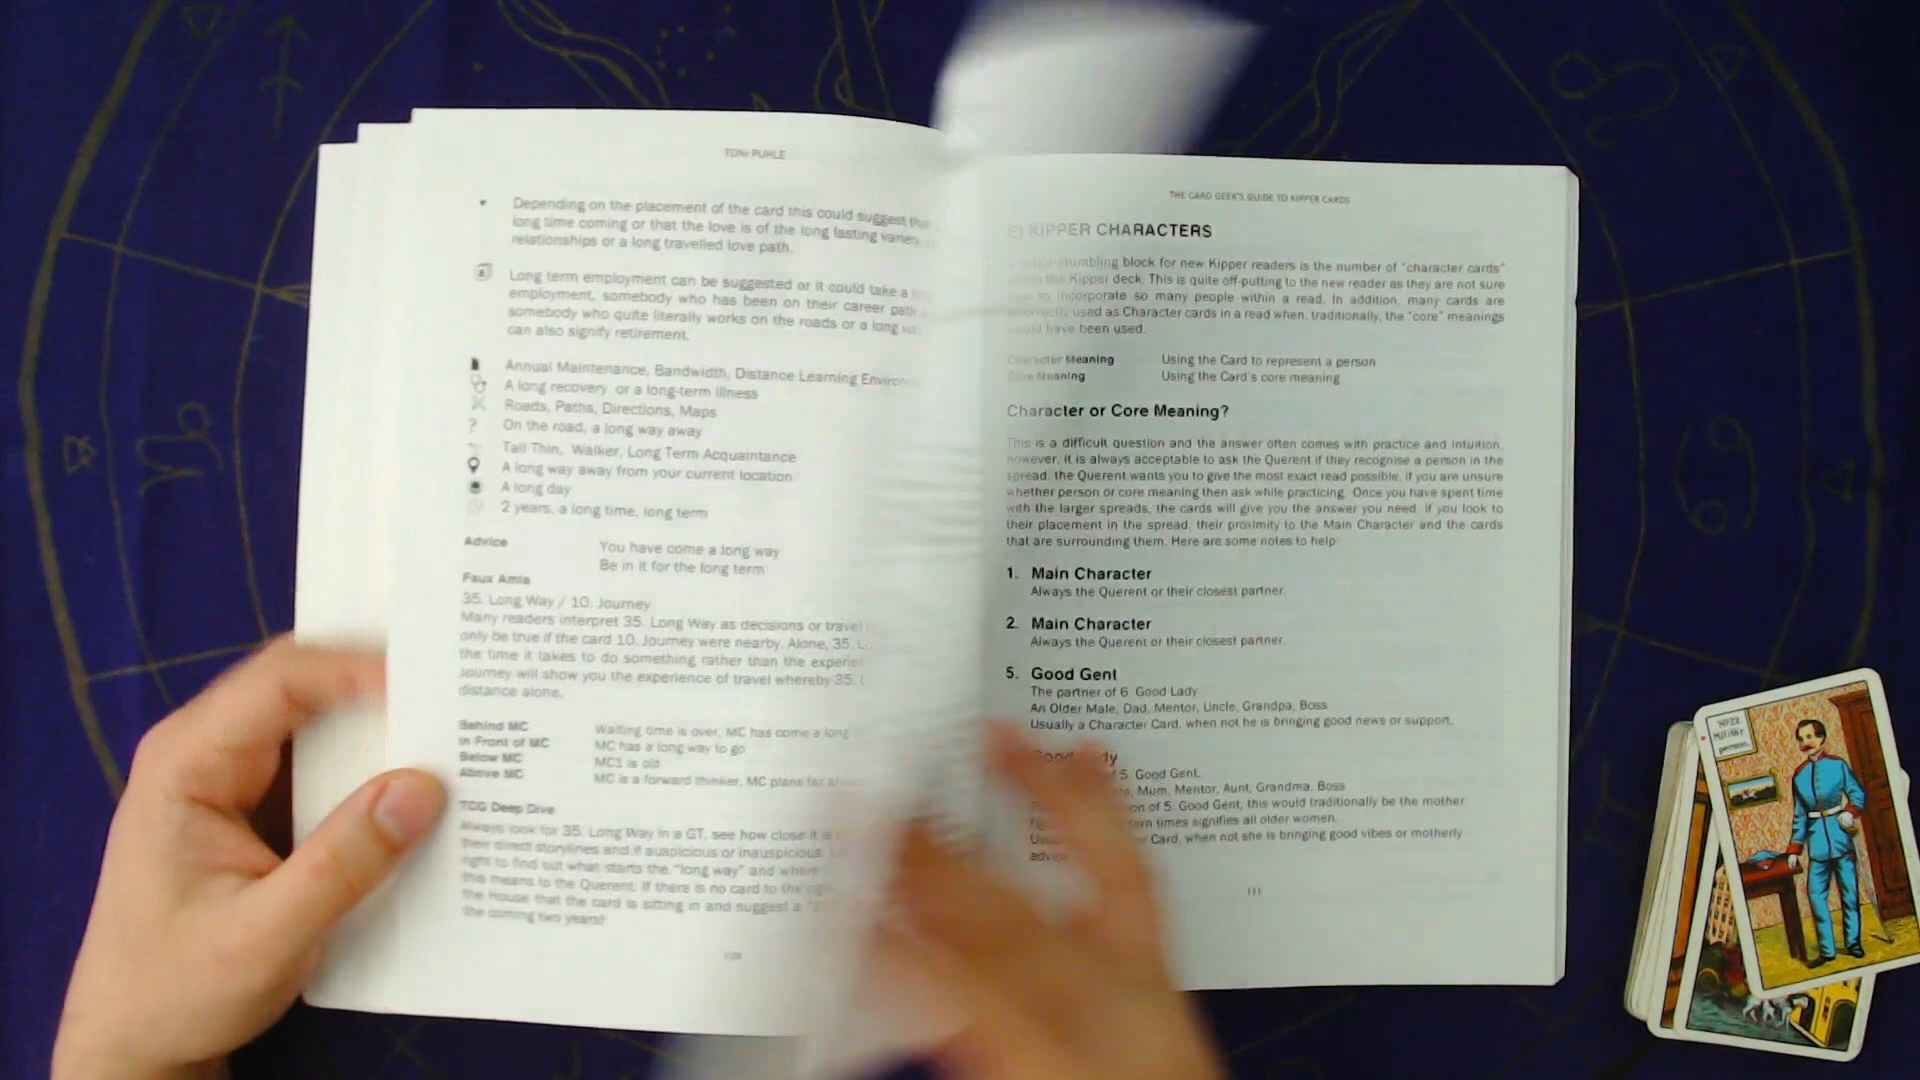 TONI PUHLE
Depending on the placement of the card this could suggest
long time coming or that the love is of the long lasting
relationships or a long travelled love path.
Long term employment can be suggested or it could take a
employment, somebody who has been on their career path
somebody who quite literally works on the roads or a long
can also signify retirement.
Annual Maintenance, Bandwidth, Distance Learning
A long recovery or a long-term illness
Roads, Paths, Directions, Maps
? On the road, a long way away
Tall Thin, Walker, Long Term Acquaintance
A long way away from your current location
A long day
2 years, a long time, long term
Advice You have come a long way
Be in it for the long term
Faux Amis
35. Long Way / 10. Journey
Many readers interpret 35. Long Way as decisions or travel
only be true if the card 10. Journey were nearby. Alone, 35.
the time it takes to do something rather than the
Journey will show you the experience of travel whereby 35.
distance alone.
Behind MC Waiting time is over, MC has come a long
in Front of MC MC has a long way to go
Below MC MC1 is old
Above MC MC is a forward thinker, MC plans far
TCG Deep Dive
Always look for 35. Long Way in a GT, see how close it is
their direct storylines and if auspicious or inauspicious.
right to find out what starts the "long way" and
this means to the Querent. If there is no card to the
the House that the card is sitting in and suggest a
the coming two years!
THE CARD GEEK'S GUIDE TO KIPPER CARDS
KIPPER CHARACTERS
stumbling block for new Kipper readers is the number of "character cards"
the Kipper deck. This is quite off-putting to the new reader as they are not sure
to incorporate so many people within a read. In addition, many cards are
used as Character cards in a read when, traditionally, the "core" meanings
have been used.
Character Meaning Using the Card to represent a person
Core Meaning Using the Card's core meaning
Character or Core Meaning?
This is a difficult question and the answer often comes with practice and intuition,
however, it is always acceptable to ask the Querent if they recognise a person in the
spread, the Querent wants you to give the most exact read possible. If you are unsure
whether person or core meaning then ask while practicing. Once you have spent time
with the larger spreads, the cards will give you the answer you need, if you look to
their placement in the spread, their proximity to the Main Character and the cards
that are surrounding them. Here are some notes to help:
1. Main Character
Always the Querent or their closest partner.
2. Main Character
Always the Querent or their closest partner.
5. Good Gent
The partner of 6. Good Lady
An Older Male, Dad, Mentor, Uncle, Grandpa, Boss
Usually a Character Card, when not he is bringing good news or support.
5. Good Gent.
Mum, Mentor, Aunt, Grandma, Boss
of 5. Good Gent, this would traditionally be the mother
times signifies all older women.
Card, when not she is bringing good vibes or motherly
111
No 22
Militär
person.